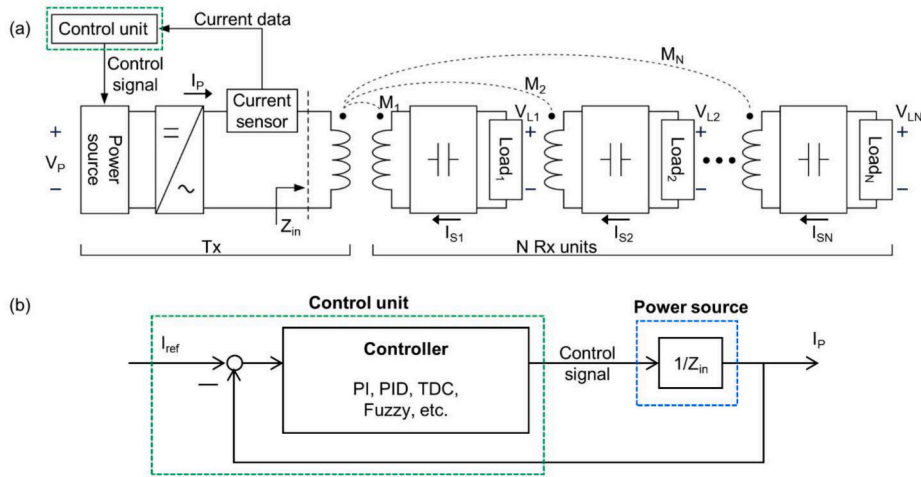 (a)
Control unit
Current data
Control
signal
I_P
Current
sensor
M_1
M_2
M_N
+
V_P
−
Power
source
=
~
Z_in
V_L1
+
−
Load_1
I_S1
V_L2
+
−
Load_2
I_S2
V_LN
+
−
Load_N
I_SN
Tx
N Rx units
(b)
Control unit
Power source
I_ref
−
Controller
PI, PID, TDC,
Fuzzy, etc.
Control
signal
1/Z_in
I_P